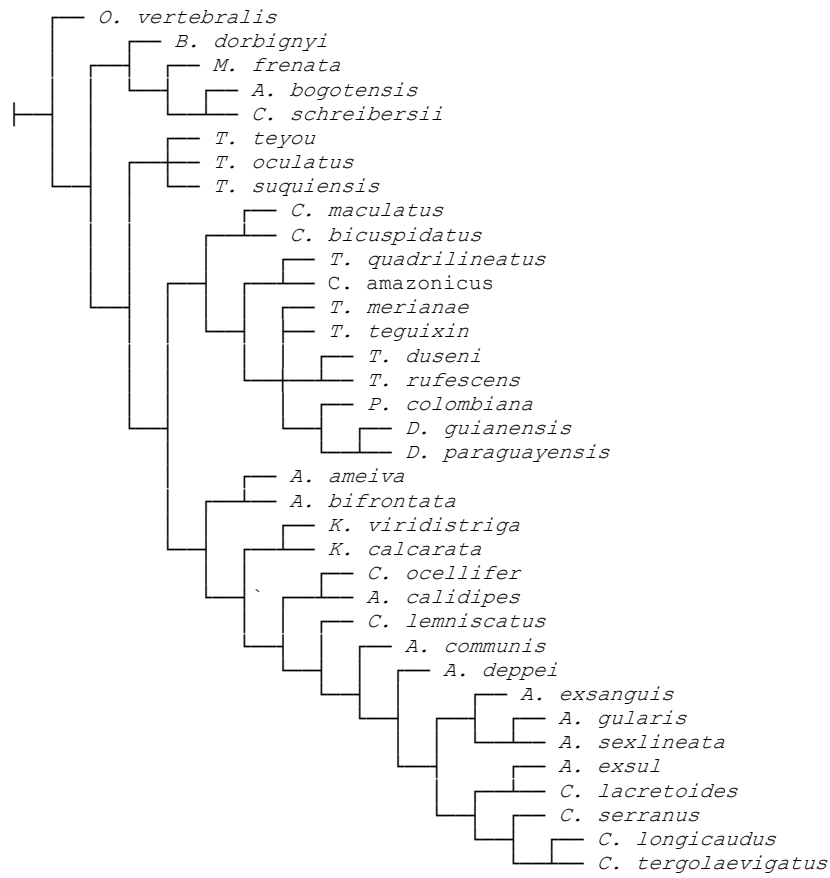 O. vertebralis
B. dorbignyi
M. frenata
A. bogotensis
C. schreibersii
T. teyou
T. oculatus
T. suquiensis
C. maculatus
C. bicuspidatus
T. quadrilineatus
C. amazonicus
T. merianae
T. teguixin
T. duseni
T. rufescens
P. colombiana
D. guianensis
D. paraguayensis
A. ameiva
A. bifrontata
K. viridistriga
K. calcarata
C. ocellifer
`
A. calidipes
C. lemniscatus
A. communis
A. deppei
A. exsanguis
A. gularis
A. sexlineata
A. exsul
C. lacretoides
C. serranus
C. longicaudus
C. tergolaevigatus